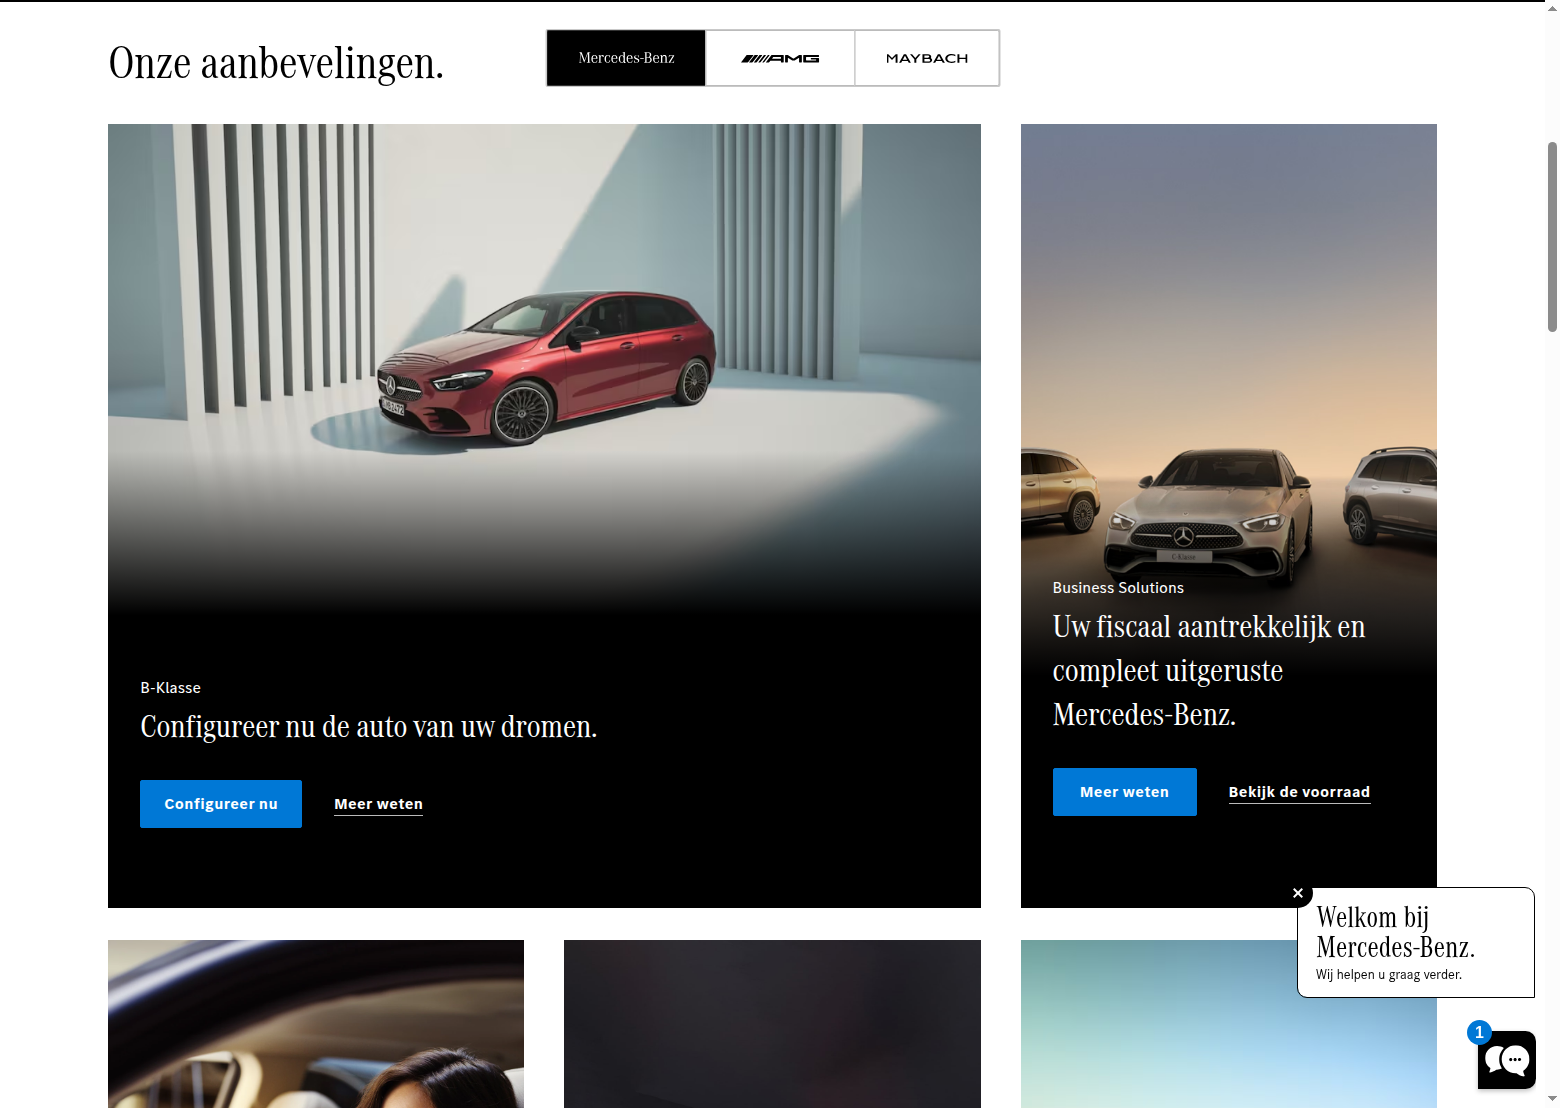 Onze aanbevelingen.
Mercedes-Benz
AMG
MAYBACH
B-Klasse
Configureer nu de auto van uw dromen.
Configureer nu
Meer weten
C-Klasse
Business Solutions
Uw fiscaal aantrekkelijk en
compleet uitgeruste
Mercedes-Benz.
Meer weten
Bekijk de voorraad
Welkom bij
Mercedes-Benz.
Wij helpen u graag verder.
1